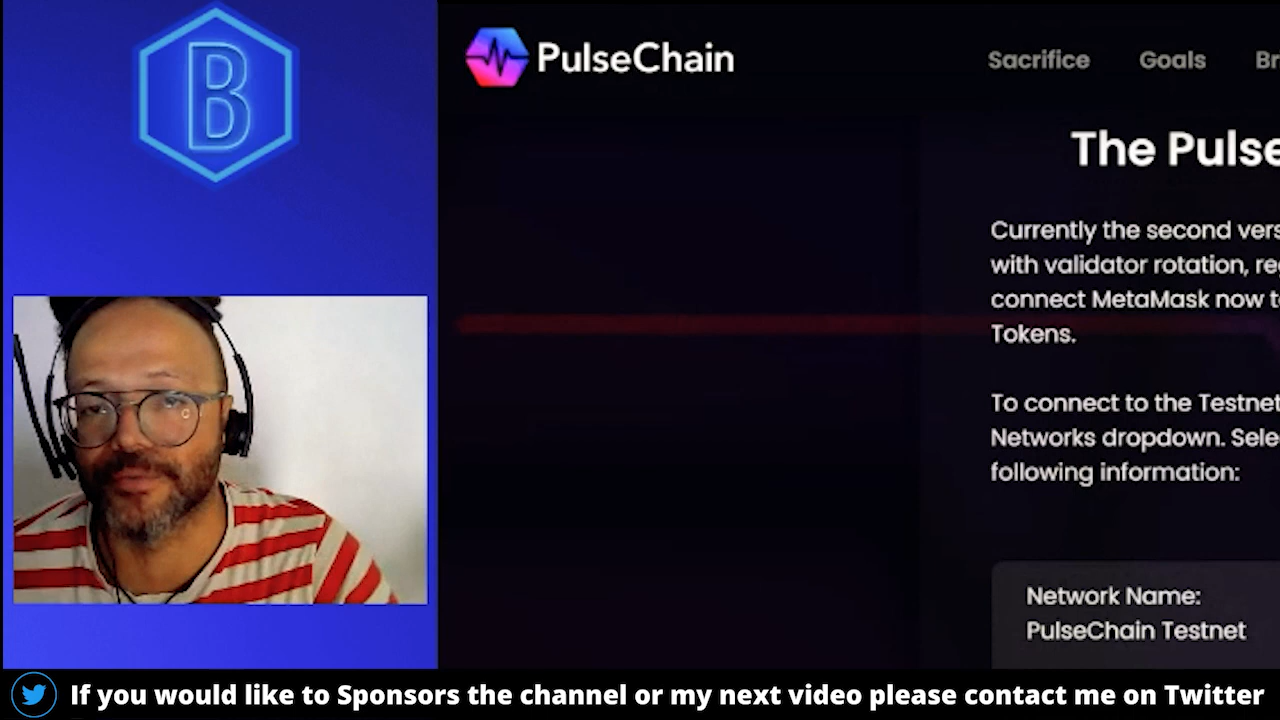 B
PulseChain
Sacrifice Goals Br
The Pulse
Currently the second vers
with validator rotation, re
connect MetaMask now t
Tokens.
To connect to the Testnet
Networks dropdown. Sele
following information:
Network Name:
PulseChain Testnet
If you would like to Sponsors the channel or my next video please contact me on Twitter